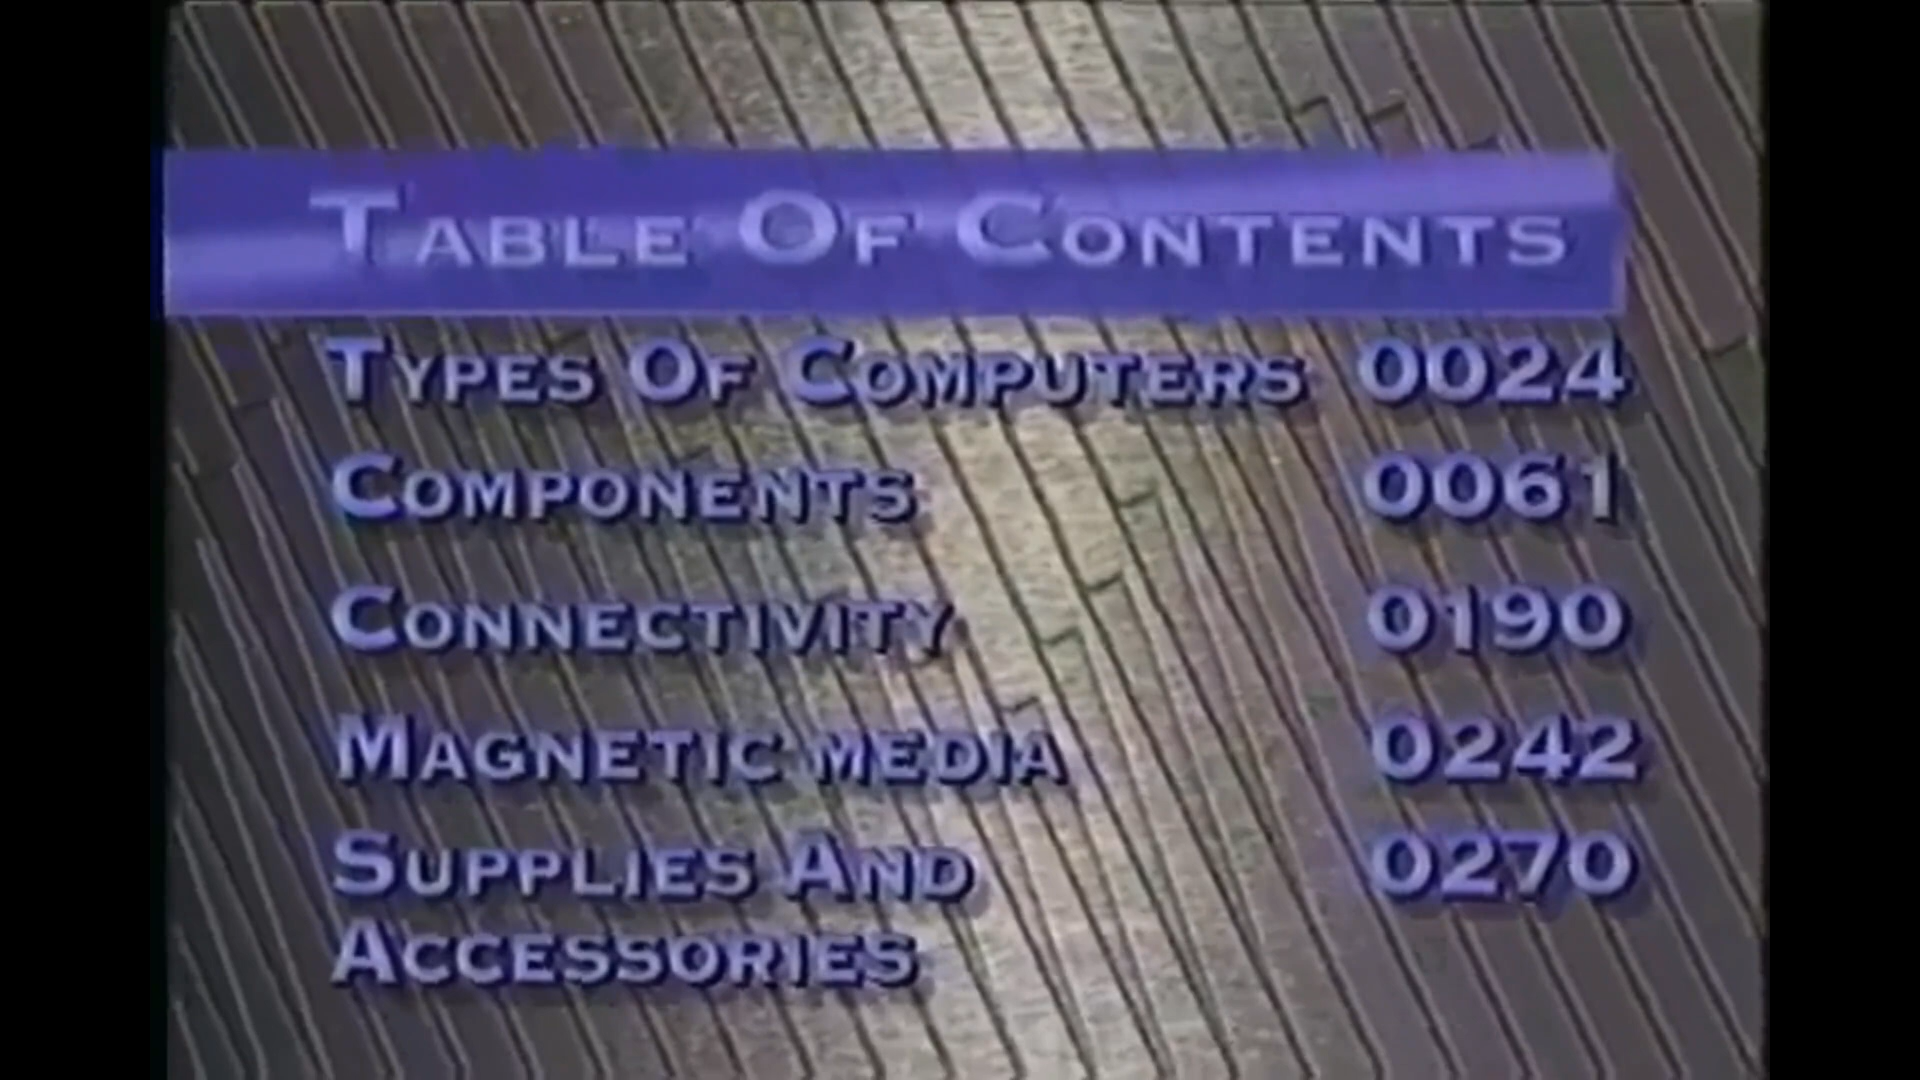 Table Of Contents
Types Of Computers 0024
Components 0061
Connectivity 0190
Magnetic media 0242
Supplies And 0270
Accessories